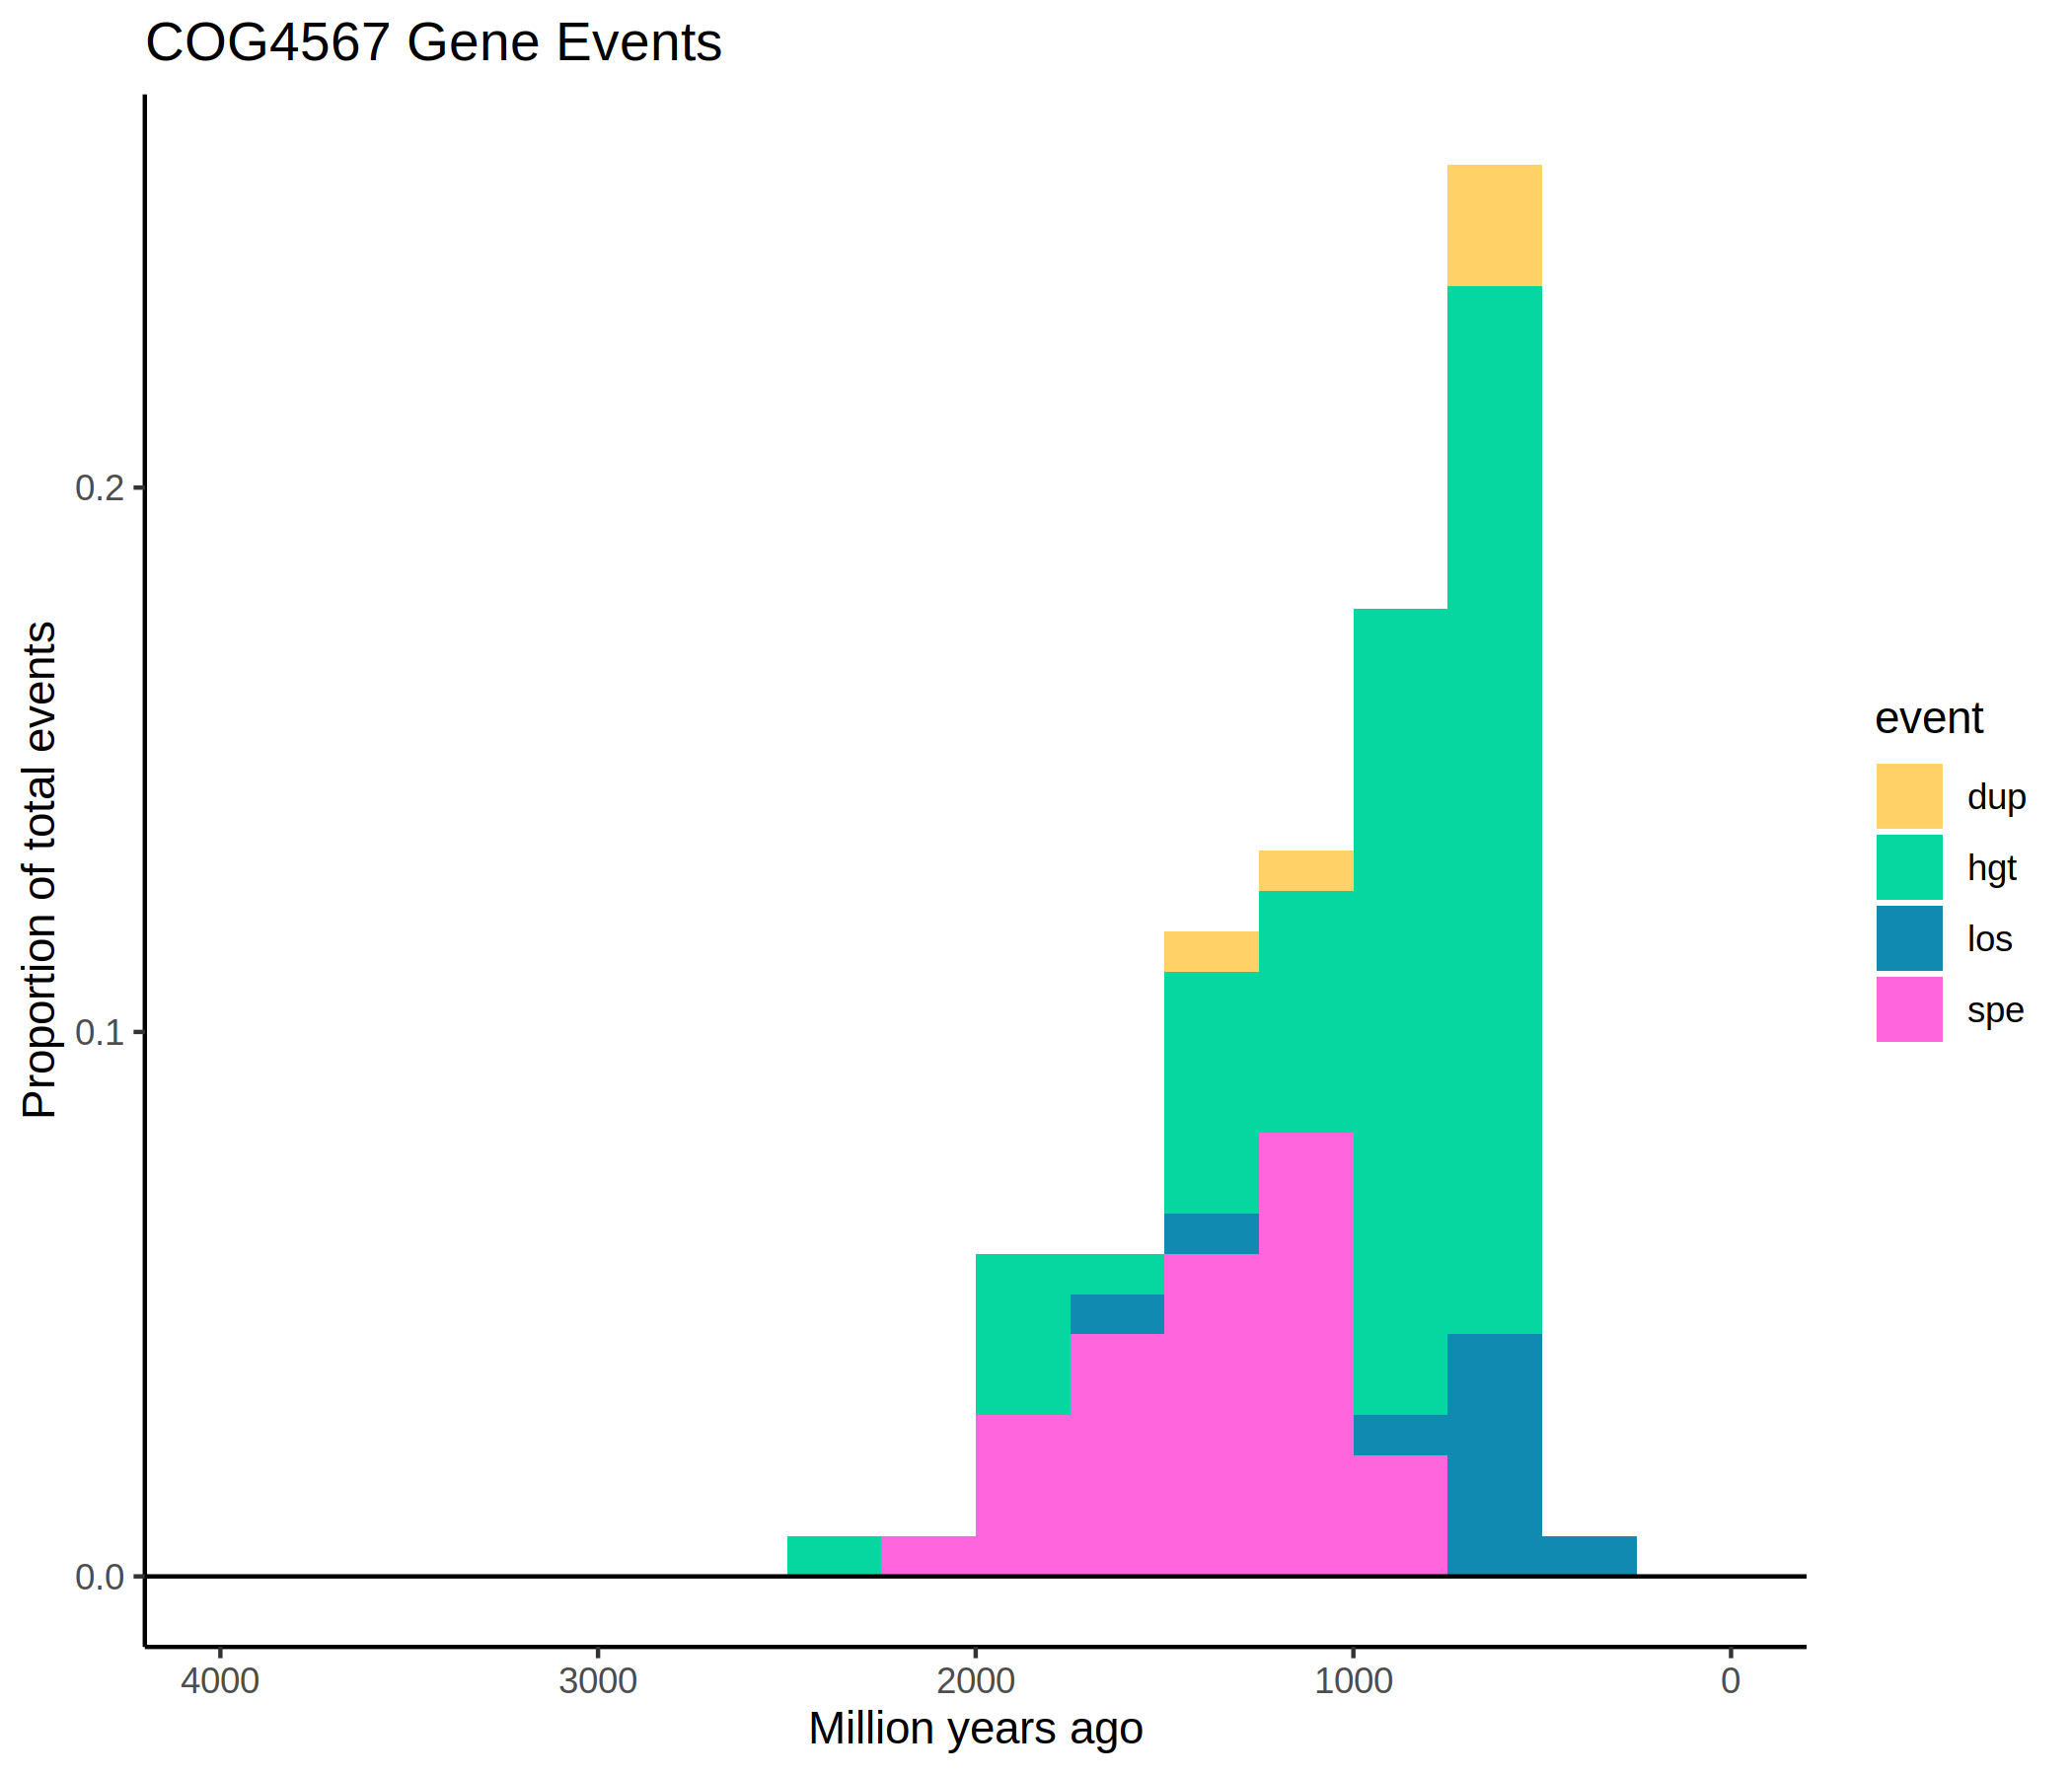 COG4567 Gene Events
Proportion of total events
0.2
0.1
0.0
4000 3000 2000 1000 0
Million years ago
event
dup
hgt
los
spe